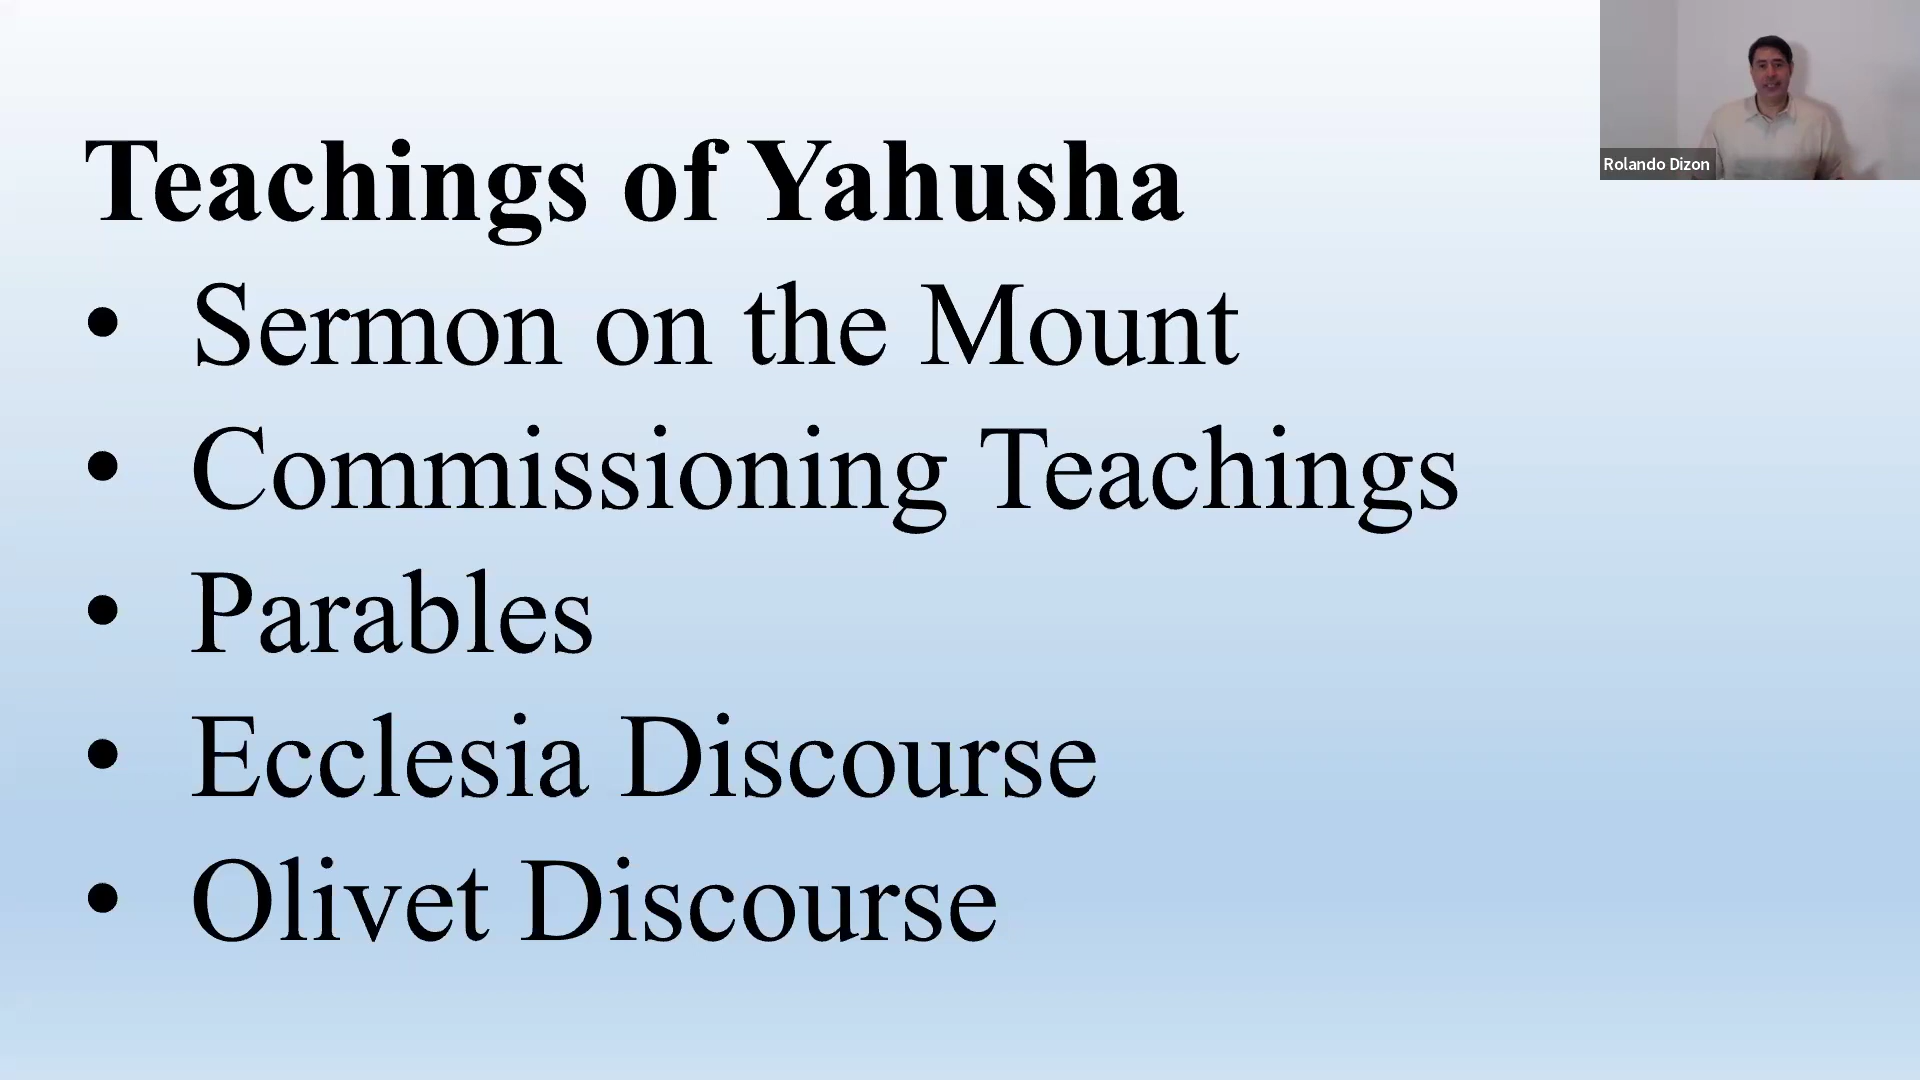 Rolando Dizon
Teachings of Yahusha
• Sermon on the Mount
• Commissioning Teachings
• Parables
• Ecclesia Discourse
• Olivet Discourse